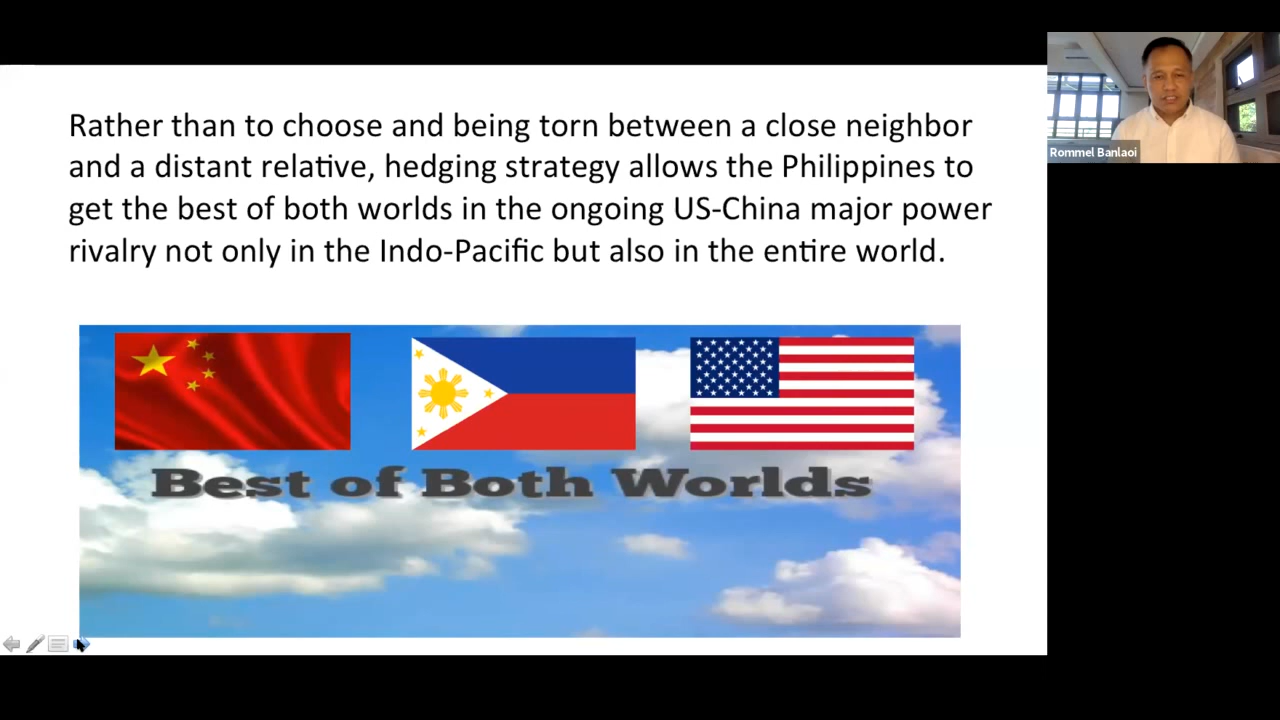 Rather than to choose and being torn between a close neighbor
and a distant relative, hedging strategy allows the Philippines to
get the best of both worlds in the ongoing US-China major power
rivalry not only in the Indo-Pacific but also in the entire world.
Best of Both Worlds
Rommel Banlaoi